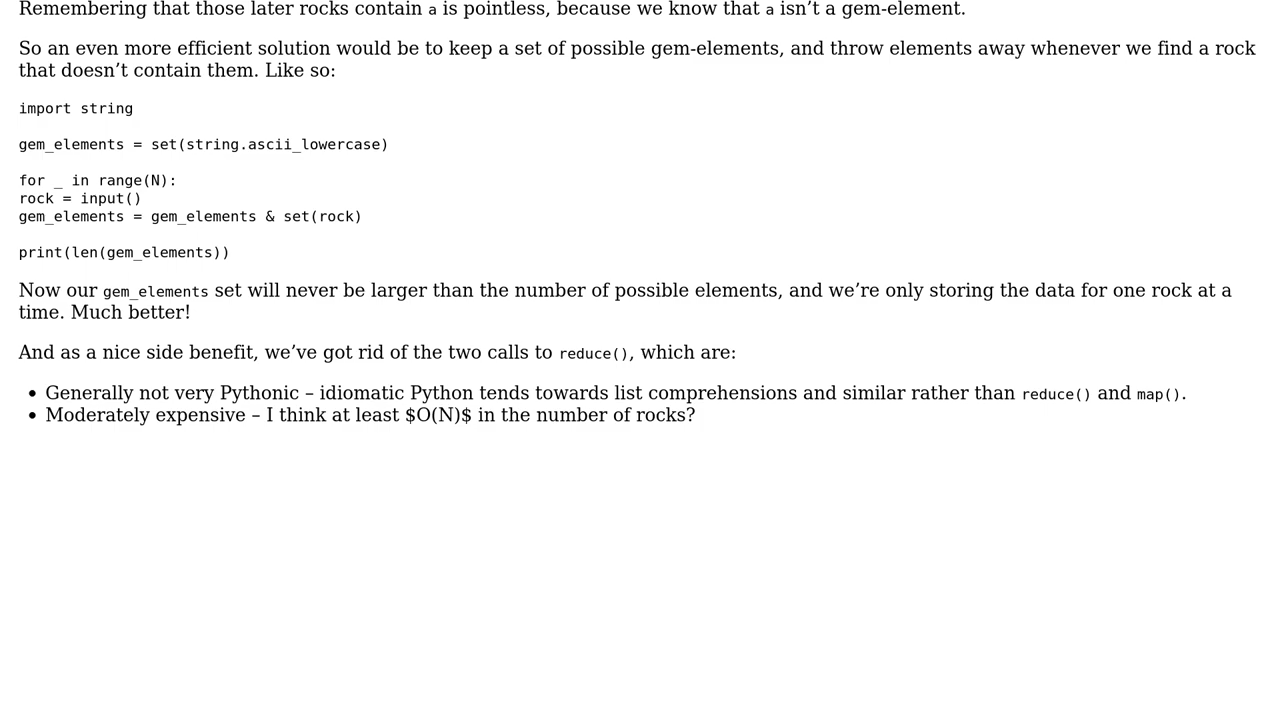 Remembering that those later rocks contain a is pointless, because we know that a isn’t a gem-element.
So an even more efficient solution would be to keep a set of possible gem-elements, and throw elements away whenever we find a rock
that doesn’t contain them. Like so:
import string
gem_elements = set(string.ascii_lowercase)
for _ in range(N):
rock = input()
gem_elements = gem_elements & set(rock)
print(len(gem_elements))
Now our gem_elements set will never be larger than the number of possible elements, and we’re only storing the data for one rock at a
time. Much better!
And as a nice side benefit, we’ve got rid of the two calls to reduce(), which are:
• Generally not very Pythonic – idiomatic Python tends towards list comprehensions and similar rather than reduce() and map().
• Moderately expensive – I think at least $O(N)$ in the number of rocks?